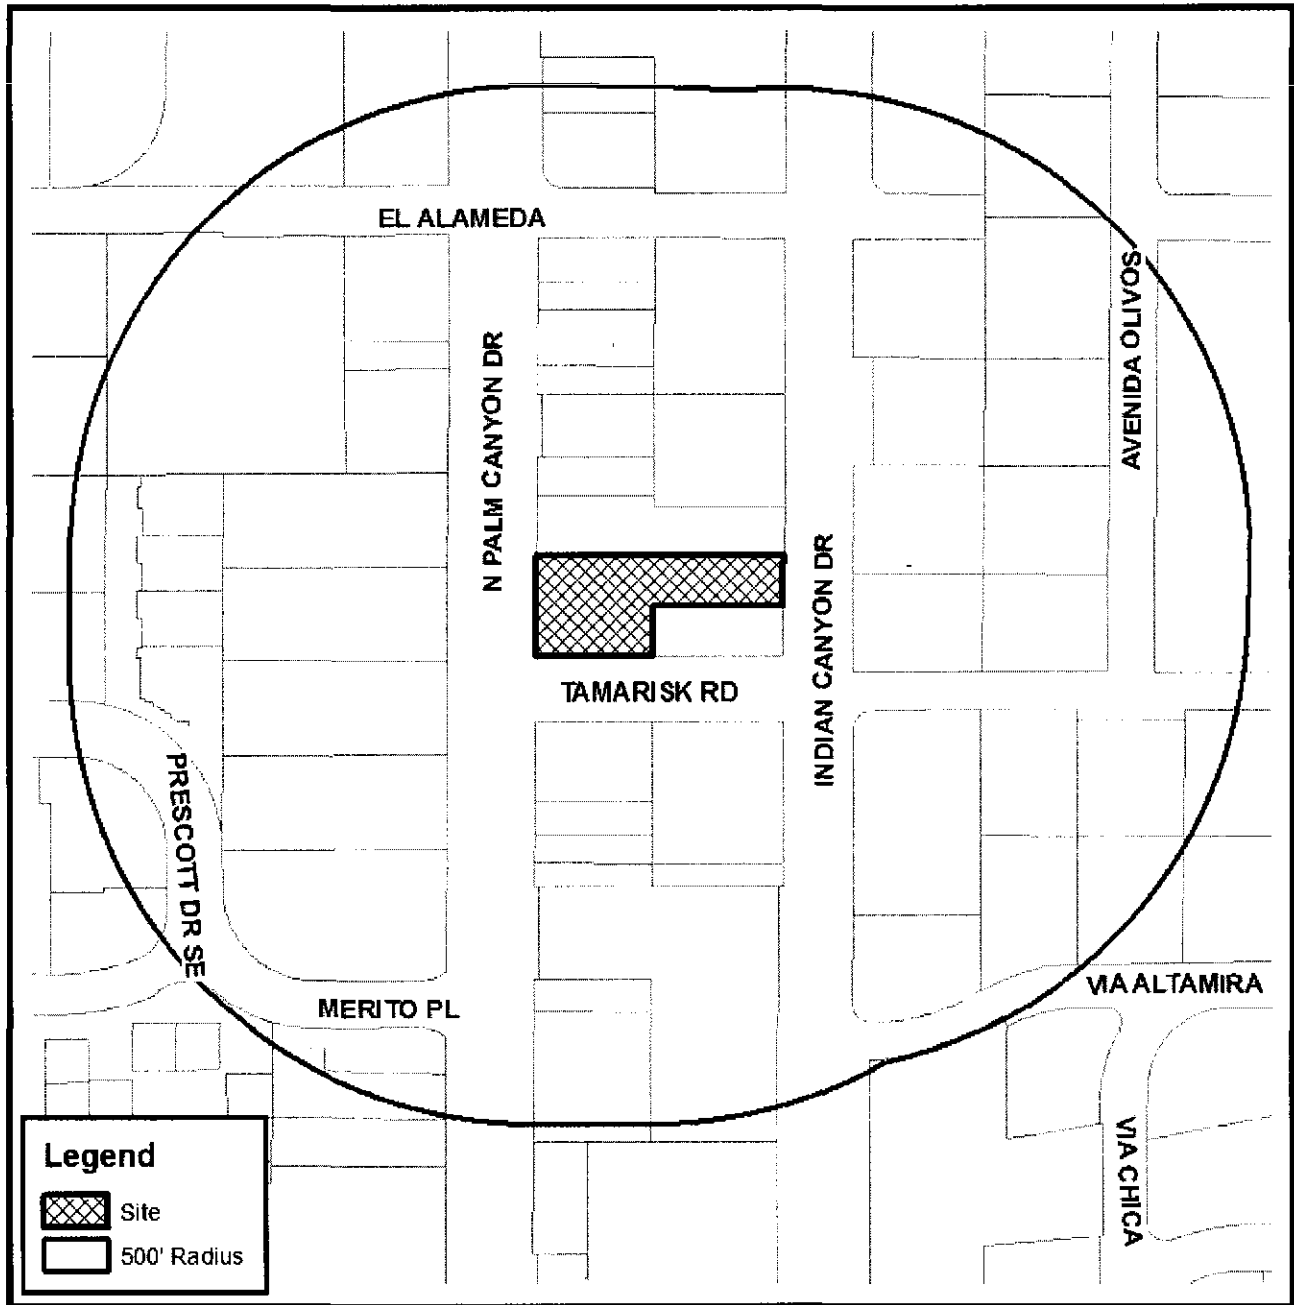 EL ALAMEDA
AVENIDA OLIVOS
N PALM CANYON DR
INDIAN CANYON DR
TAMARISK RD
PRESCOTT DR SE
MERITO PL
VIA ALTAMIRA
VIA CHICA
Legend
Site
500' Radius